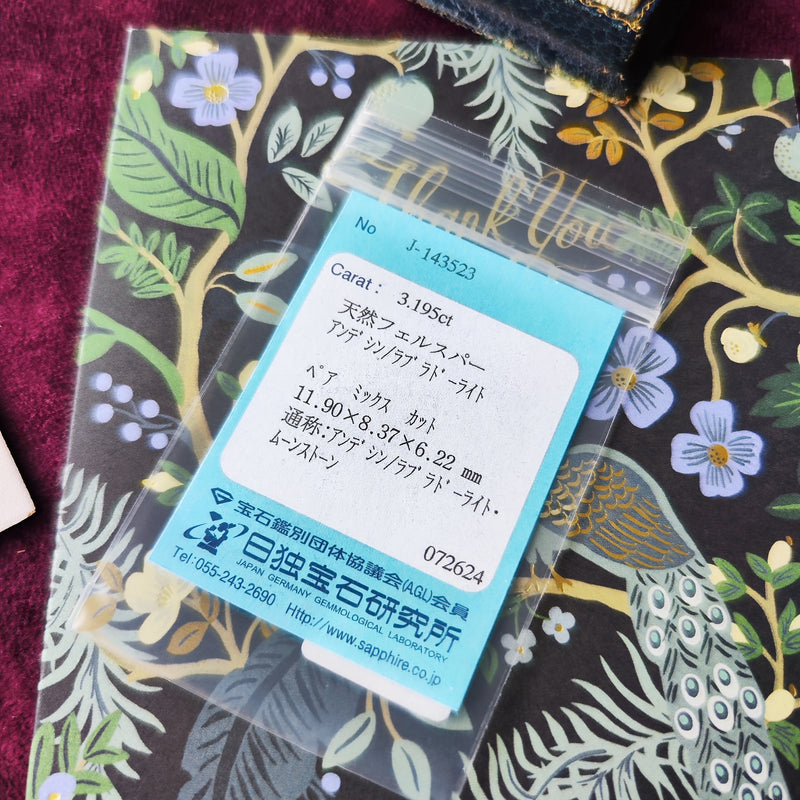 Thank You
No J-143523
Carat : 3.195ct
天然フェルスパー
アンデシン/ラブラドーライト
ペア ミックス カット
11.90×8.37×6.22 mm
通称:アンデシン/ラブラドーライト・
ムーンストーン
072624
宝石鑑別団体協議会(AGL)会員
日独宝石研究所
JAPAN GERMANY GEMMOLOGICAL LABORATORY
Tel:055-243-2690 Http://www.sapphire.co.jp